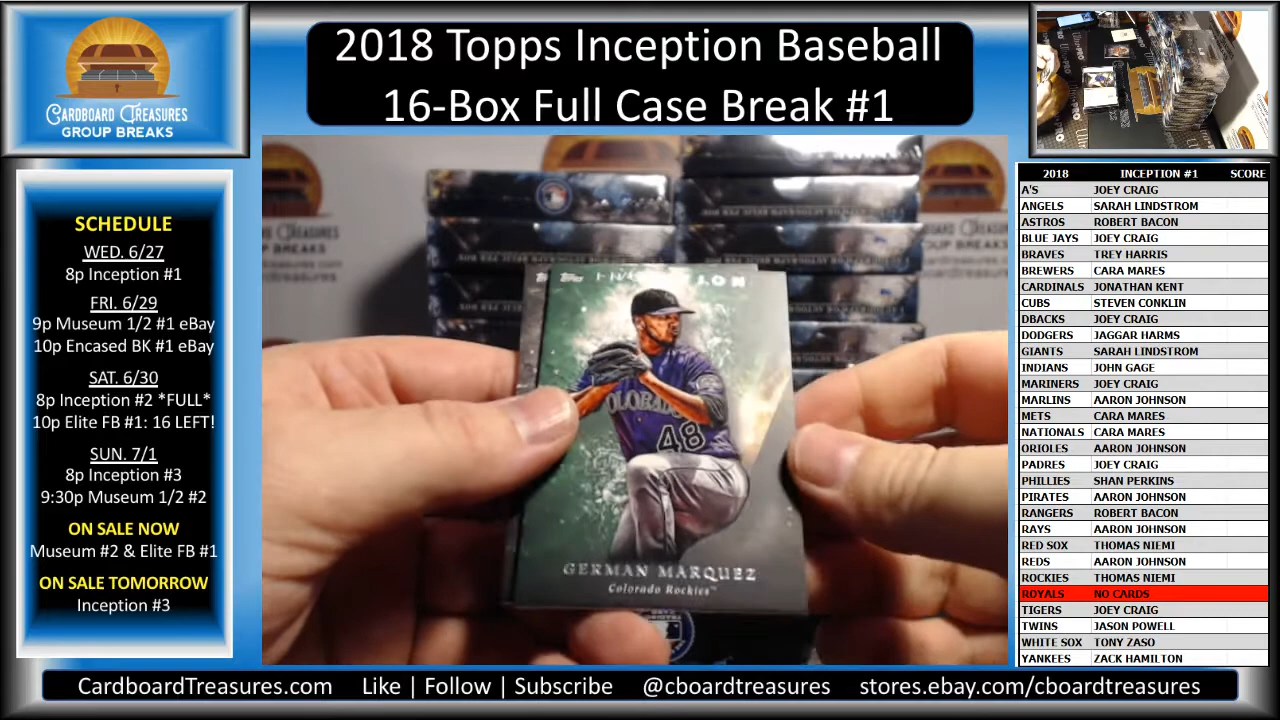 CARDBOARD TREASURES
GROUP BREAKS
2018 Topps Inception Baseball
16-Box Full Case Break #1
SCHEDULE
WED. 6/27
8p Inception #1
FRI. 6/29
9p Museum 1/2 #1 eBay
10p Encased BK #1 eBay
SAT. 6/30
8p Inception #2 *FULL*
10p Elite FB #1: 16 LEFT!
SUN. 7/1
8p Inception #3
9:30p Museum 1/2 #2
ON SALE NOW
Museum #2 & Elite FB #1
ON SALE TOMORROW
Inception #3
COLORADO
48
GERMAN MARQUEZ
Colorado Rockies™
2018 INCEPTION #1 SCORE
A'S JOEY CRAIG
ANGELS SARAH LINDSTROM
ASTROS ROBERT BACON
BLUE JAYS JOEY CRAIG
BRAVES TREY HARRIS
BREWERS CARA MARES
CARDINALS JONATHAN KENT
CUBS STEVEN CONKLIN
DBACKS JOEY CRAIG
DODGERS JAGGAR HARMS
GIANTS SARAH LINDSTROM
INDIANS JOHN GAGE
MARINERS JOEY CRAIG
MARLINS AARON JOHNSON
METS CARA MARES
NATIONALS CARA MARES
ORIOLES AARON JOHNSON
PADRES JOEY CRAIG
PHILLIES SHAN PERKINS
PIRATES AARON JOHNSON
RANGERS ROBERT BACON
RAYS AARON JOHNSON
RED SOX THOMAS NIEMI
REDS AARON JOHNSON
ROCKIES THOMAS NIEMI
ROYALS NO CARDS
TIGERS JOEY CRAIG
TWINS JASON POWELL
WHITE SOX TONY ZASO
YANKEES ZACK HAMILTON
CardboardTreasures.com Like | Follow | Subscribe @cboardtreasures stores.ebay.com/cboardtreasures